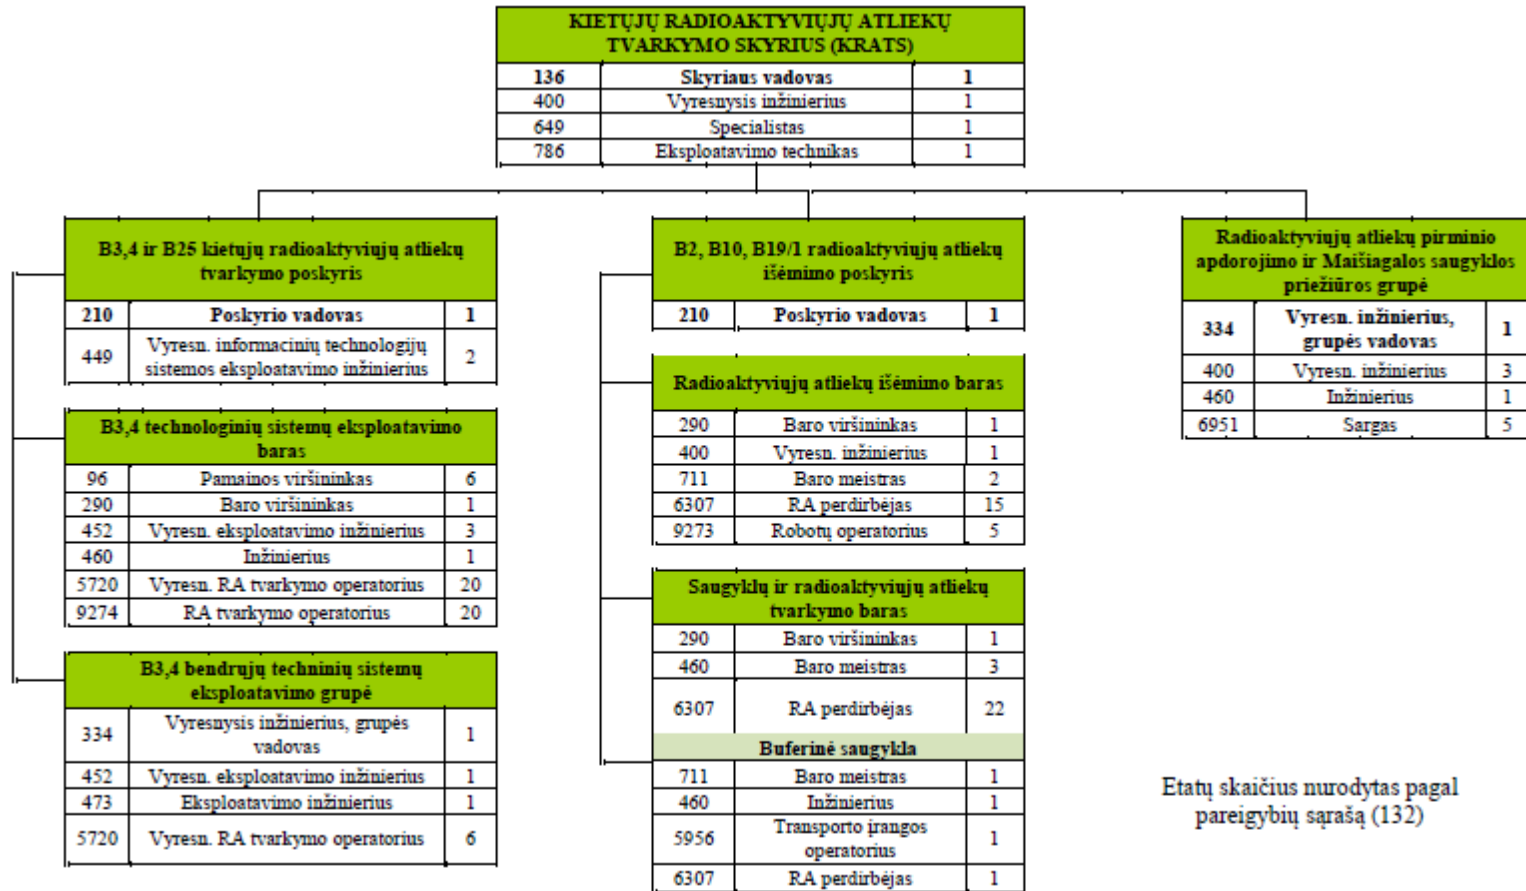 KIETŲJŲ RADIOAKTYVIŲJŲ ATLIEKŲ
TVARKYMO SKYRIUS (KRATS)
136 Skyriaus vadovas 1
400 Vyresnysis inžinierius 1
649 Specialistas 1
786 Eksploatavimo technikas 1
B3,4 ir B25 kietųjų radioaktyviųjų atliekų
tvarkymo poskyris
210 Poskyrio vadovas 1
449 Vyresn. informacinių technologijų
sistemos eksploatavimo inžinierius 2
B3,4 technologinių sistemų eksploatavimo
baras
96 Pamainos viršininkas 6
290 Baro viršininkas 1
452 Vyresn. eksploatavimo inžinierius 3
460 Inžinierius 1
5720 Vyresn. RA tvarkymo operatorius 20
9274 RA tvarkymo operatorius 20
B3,4 bendrųjų techninių sistemų
eksploatavimo grupė
334 Vyresnysis inžinierius, grupės
vadovas 1
452 Vyresn. eksploatavimo inžinierius 1
473 Eksploatavimo inžinierius 1
5720 Vyresn. RA tvarkymo operatorius 6
B2, B10, B19/1 radioaktyviųjų atliekų
išėmimo poskyris
210 Poskyrio vadovas 1
Radioaktyviųjų atliekų išėmimo baras
290 Baro viršininkas 1
400 Vyresn. inžinierius 1
711 Baro meistras 2
6307 RA perdirbėjas 15
9273 Robotų operatorius 5
Saugyklų ir radioaktyviųjų atliekų
tvarkymo baras
290 Baro viršininkas 1
460 Baro meistras 3
6307 RA perdirbėjas 22
Buferinė saugykla
711 Baro meistras 1
460 Inžinierius 1
5956 Transporto įrangos
operatorius 1
6307 RA perdirbėjas 1
Radioaktyviųjų atliekų pirminio
apdorojimo ir Maišiagalos saugyklos
priežiūros grupė
334 Vyresn. inžinierius,
grupės vadovas 1
400 Vyresn. inžinierius 3
460 Inžinierius 1
6951 Sargas 5
Etatų skaičius nurodytas pagal
pareigybių sąrašą (132)